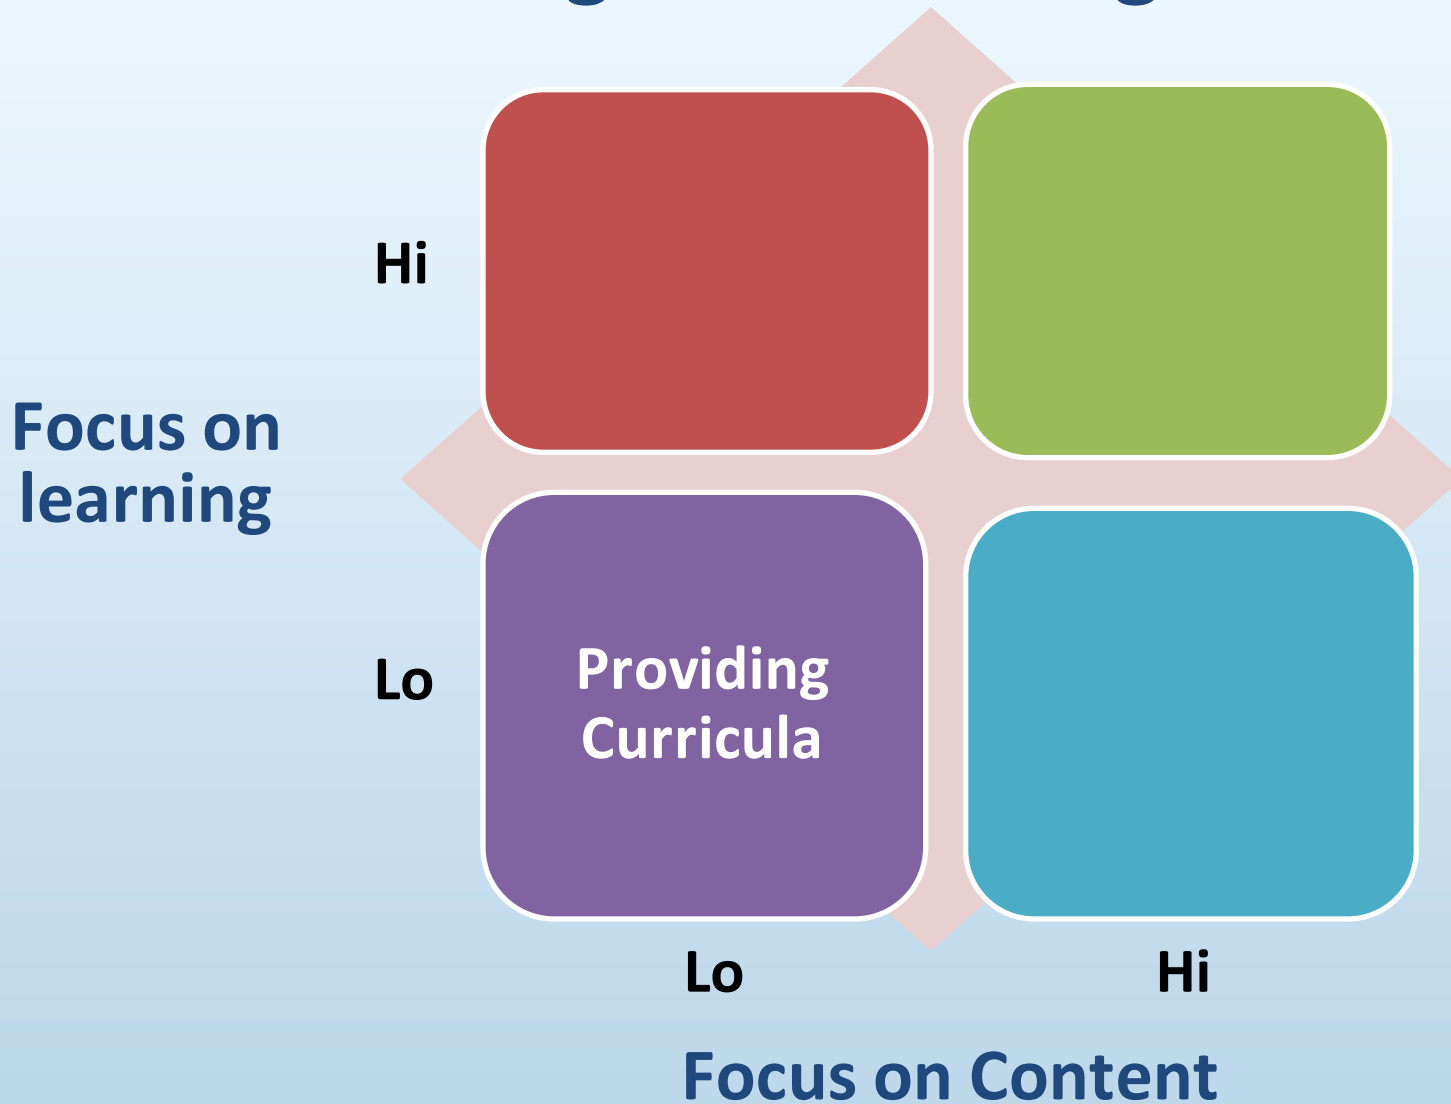 Hi
Focus on
learning
Lo
Providing
Curricula
Lo
Hi
Focus on Content